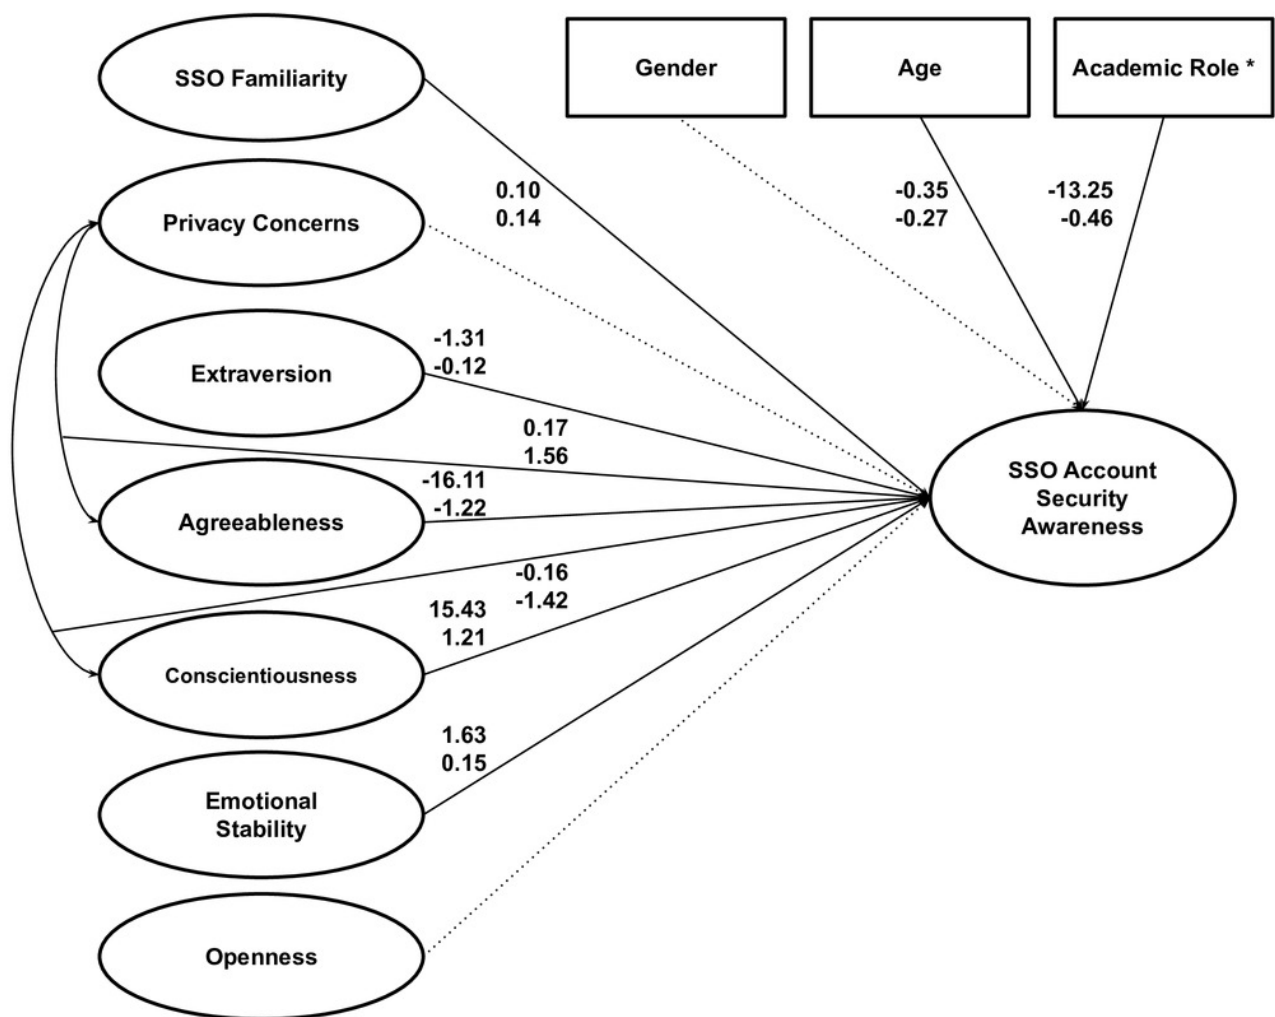 SSO Familiarity
Gender
Age
Academic Role *
0.10
0.14
-0.35
-0.27
-13.25
-0.46
Privacy Concerns
Extraversion
-1.31
-0.12
0.17
1.56
Agreeableness
-16.11
-1.22
SSO Account
Security
Awareness
-0.16
-1.42
15.43
1.21
Conscientiousness
1.63
0.15
Emotional
Stability
Openness